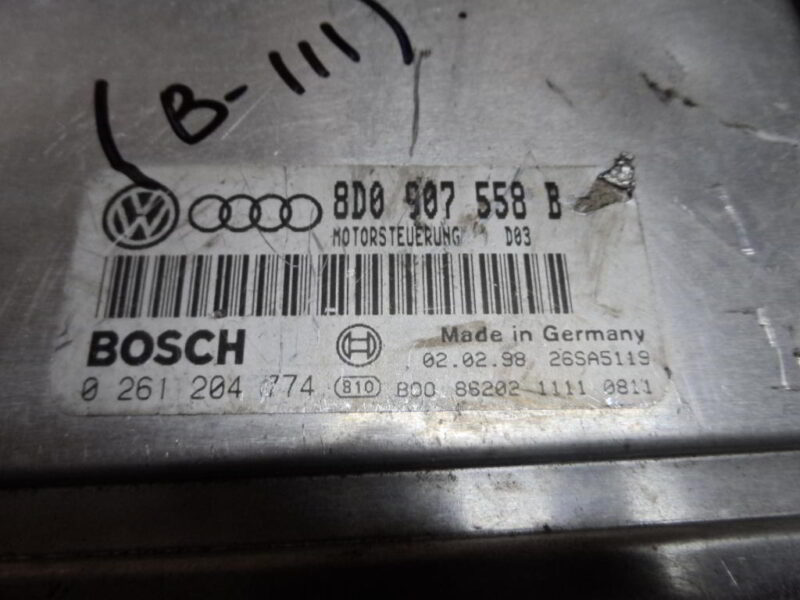 (B-111)
8D0 907 558 B
MOTORSTEUERUNG D03
BOSCH
Made in Germany
02.02.98 26SA5119
0 261 204 774 810 BOO 86202 1111 0811